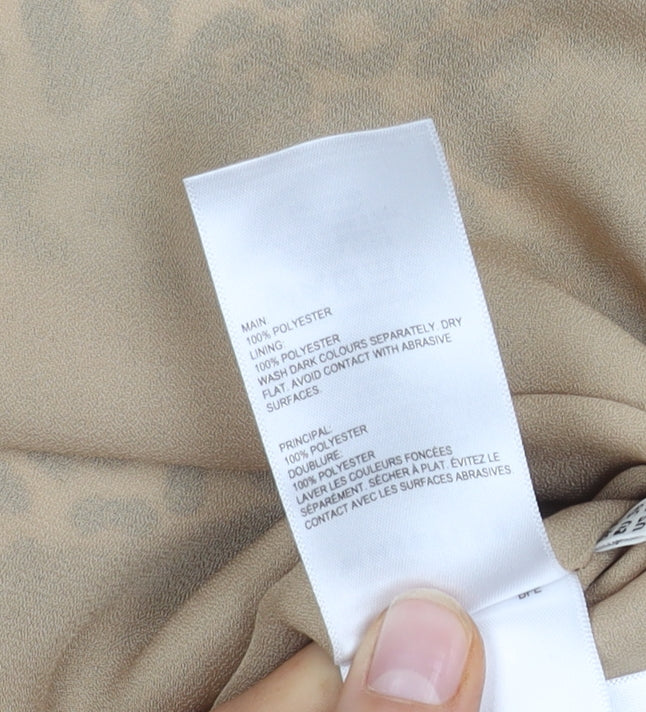 MAIN
100% POLYESTER
LINING:
100% POLYESTER
WASH DARK COLOURS SEPARATELY. DRY
FLAT. AVOID CONTACT WITH ABRASIVE
SURFACES.
PRINCIPAL:
100% POLYESTER
DOUBLURE:
100% POLYESTER
LAVER LES COULEURS FONCÉES
SÉPARÉMENT. SÉCHER À PLAT. ÉVITEZ LE
CONTACT AVEC LES SURFACES ABRASIVES.